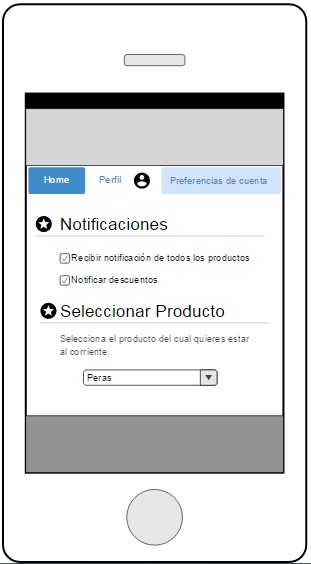 Home Perfil Preferencias de cuenta
Notificaciones
Recibir notificación de todos los productos
Notificar descuentos
Seleccionar Producto
Selecciona el producto del cual quieres estar
al corriente.
Peras